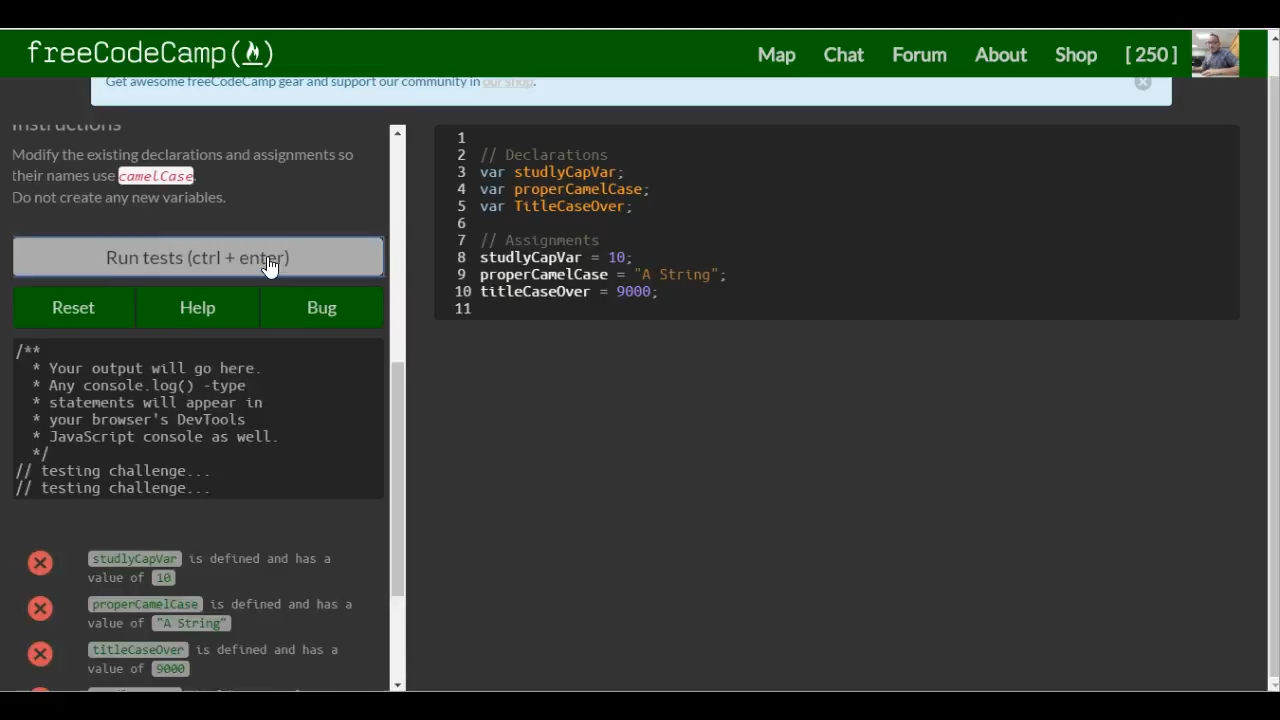 freeCodeCamp(🔥)
Map Chat Forum About Shop [ 250 ]
Get awesome freeCodeCamp gear and support our community in our shop.
Instructions
Modify the existing declarations and assignments so
their names use camelCase.
Do not create any new variables.
Run tests (ctrl + enter)
Reset Help Bug
/**
* Your output will go here.
* Any console.log() -type
* statements will appear in
* your browser's DevTools
* JavaScript console as well.
*/
// testing challenge...
// testing challenge...
studlyCapVar is defined and has a
value of 10
properCamelCase is defined and has a
value of "A String"
titleCaseOver is defined and has a
value of 9000
1
2 // Declarations
3 var studlyCapVar;
4 var properCamelCase;
5 var TitleCaseOver;
6
7 // Assignments
8 studlyCapVar = 10;
9 properCamelCase = "A String";
10 titleCaseOver = 9000;
11